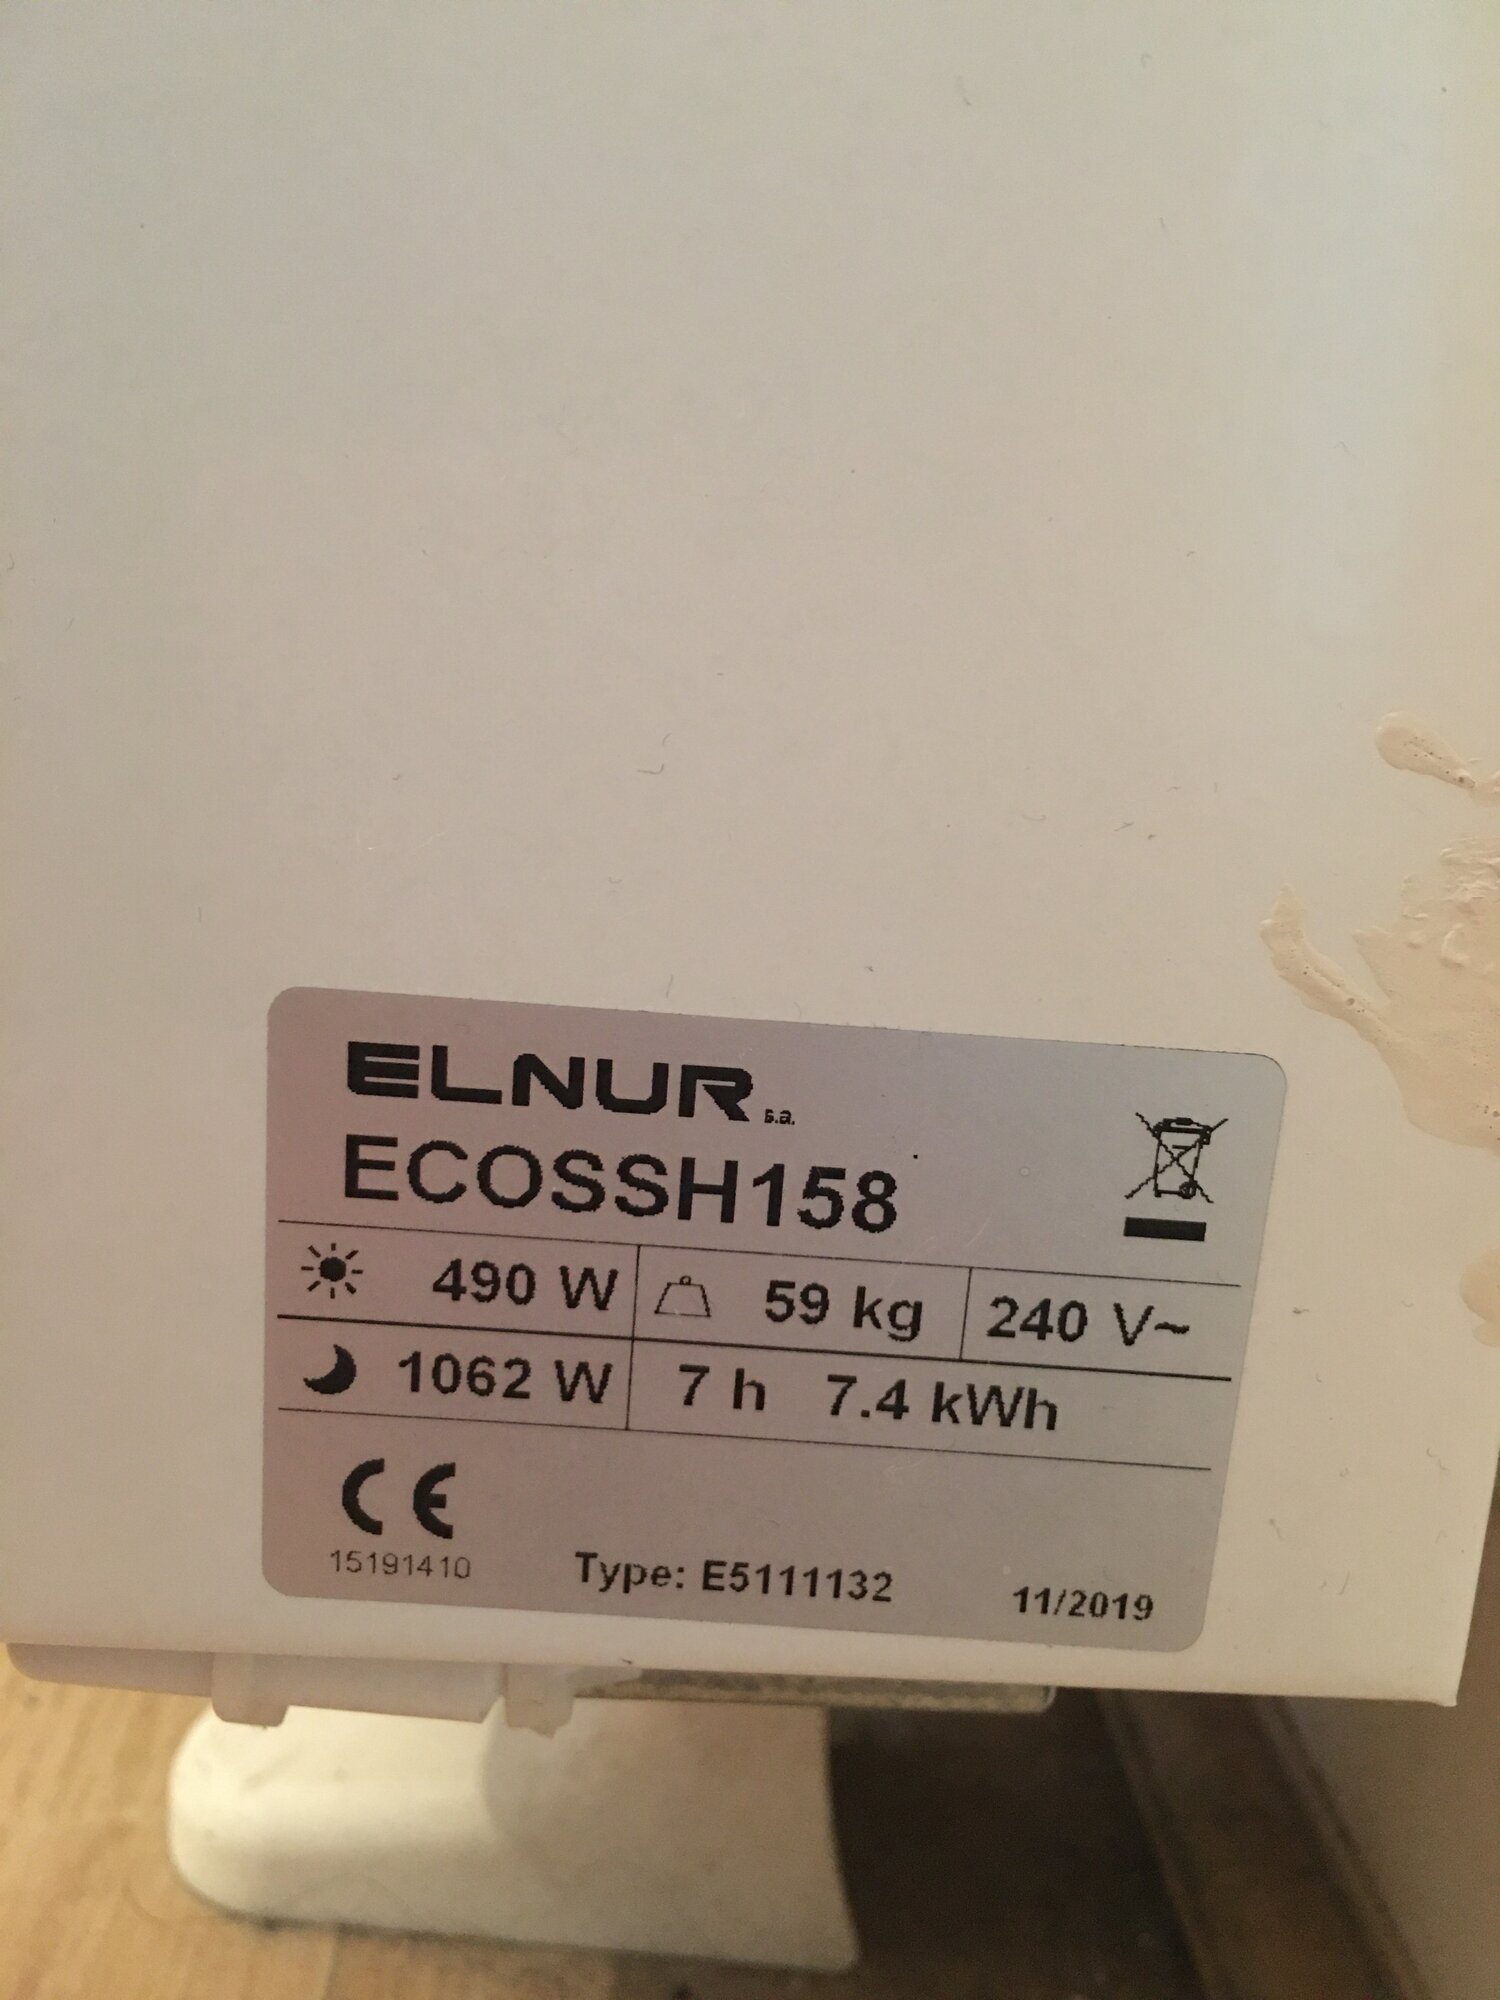 ELNUR s.a.
ECOSSH158
490 W 59 kg 240 V~
1062 W 7 h 7.4 kWh
CE
15191410 Type: E5111132 11/2019